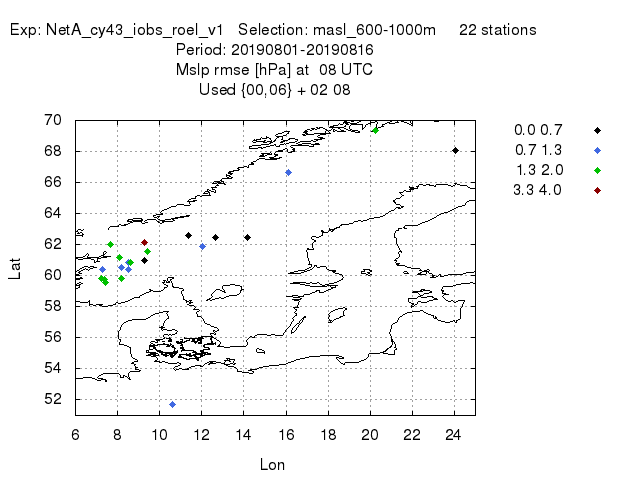 Exp: NetA_cy43_iobs_roel_v1 Selection: masl_600-1000m 22 stations
Period: 20190801-20190816
Mslp rmse [hPa] at 08 UTC
Used {00,06} + 02 08
0.0 0.7
0.7 1.3
1.3 2.0
3.3 4.0
70
68
66
64
62
60
58
56
54
52
Lat
6 8 10 12 14 16 18 20 22 24
Lon